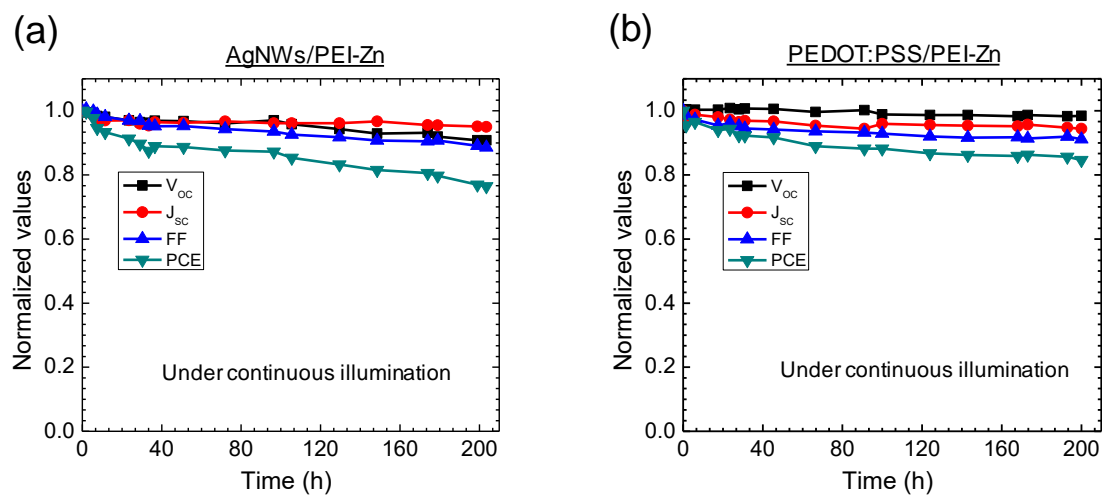 (a)
AgNWs/PEI-Zn
Normalized values
1.0
0.8
0.6
0.4
0.2
0.0
V_OC
J_SC
FF
PCE
Under continuous illumination
0 40 80 120 160 200
Time (h)
(b)
PEDOT:PSS/PEI-Zn
Normalized values
1.0
0.8
0.6
0.4
0.2
0.0
V_OC
J_SC
FF
PCE
Under continuous illumination
0 40 80 120 160 200
Time (h)